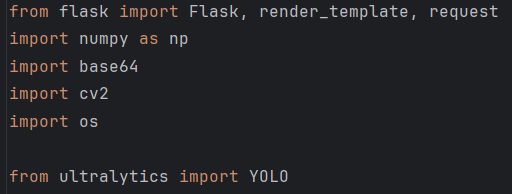 from flask import Flask, render_template, request
import numpy as np
import base64
import cv2
import os
from ultralytics import YOLO